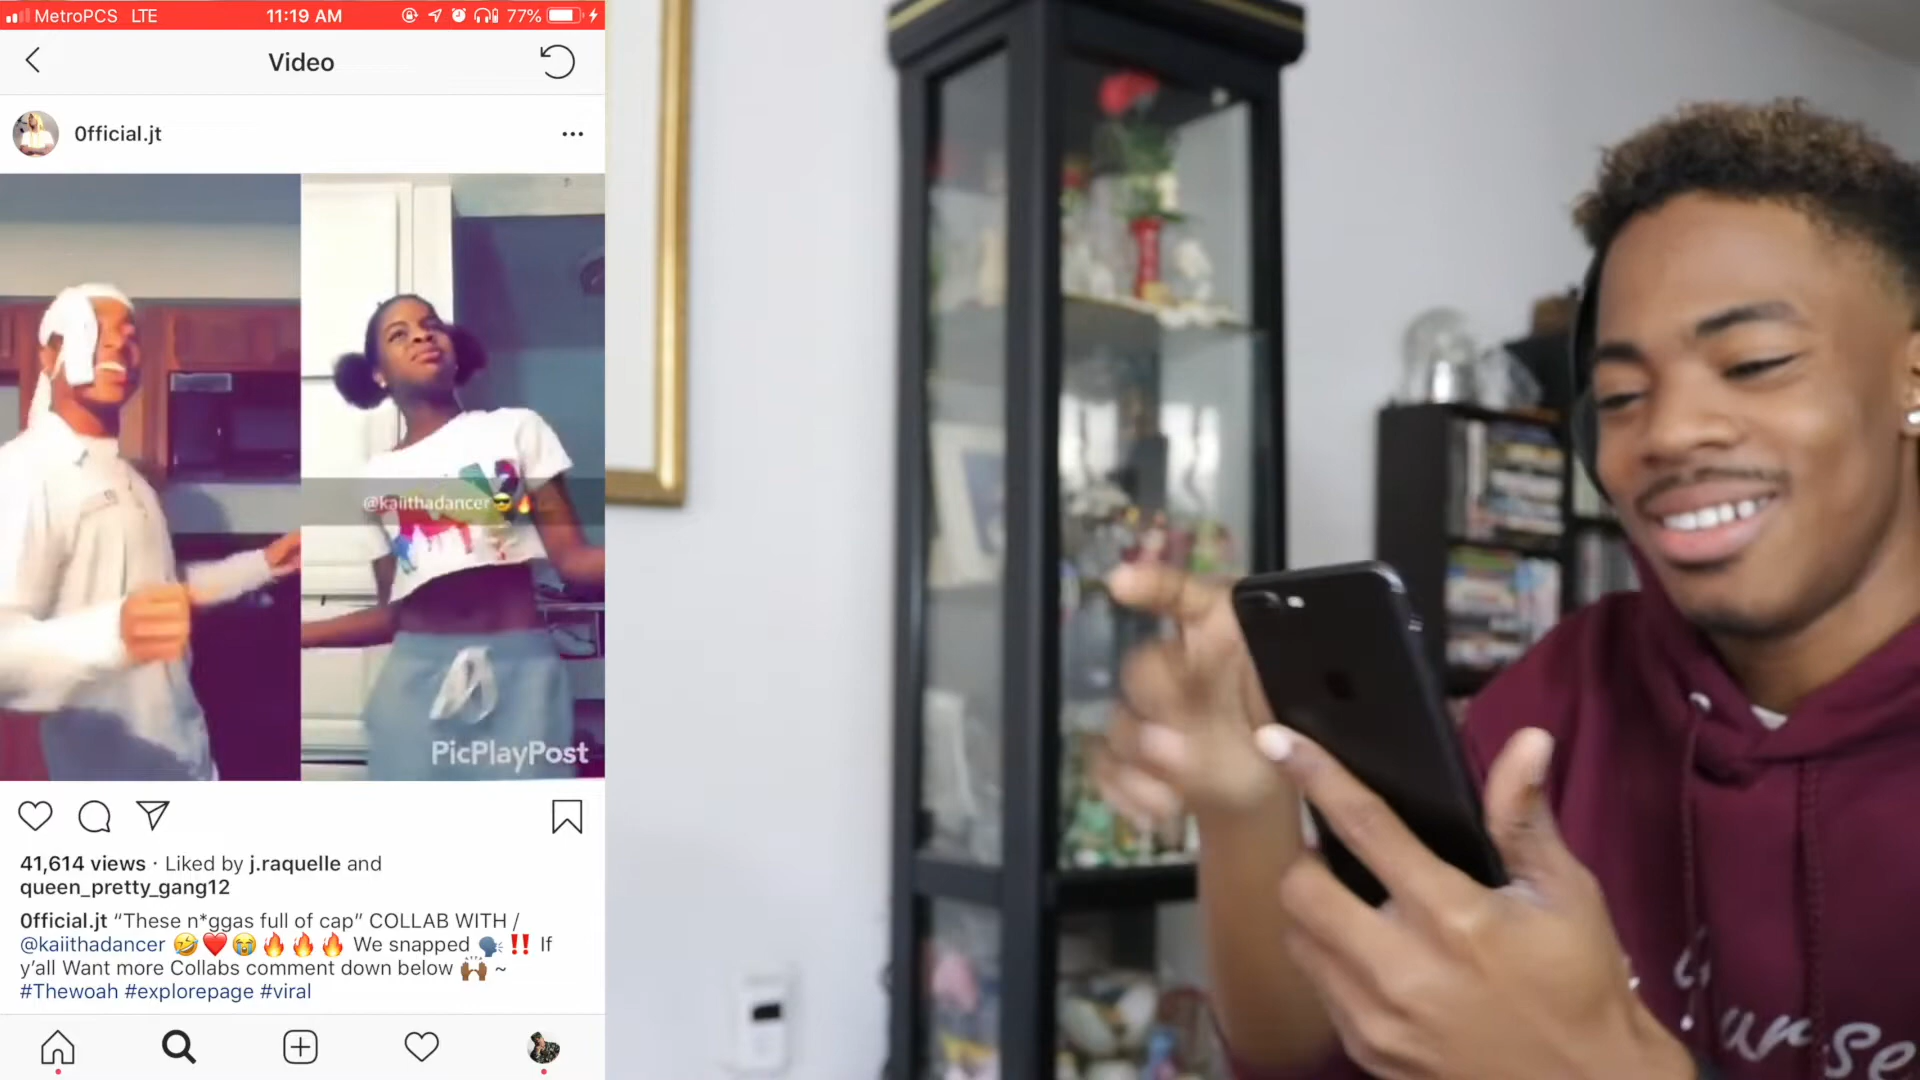 MetroPCS LTE 11:19 AM 77%
Video
0fficial.jt
@kaiithadancer😎🔥
PicPlayPost
41,614 views · Liked by j.raquelle and
queen_pretty_gang12
0fficial.jt “These n*ggas full of cap” COLLAB WITH /
@kaiithadancer 🤣❤️😭🔥🔥🔥 We snapped 🗣‼️ If
y’all Want more Collabs comment down below 🙌🏾 ~
#Thewoah #explorepage #viral